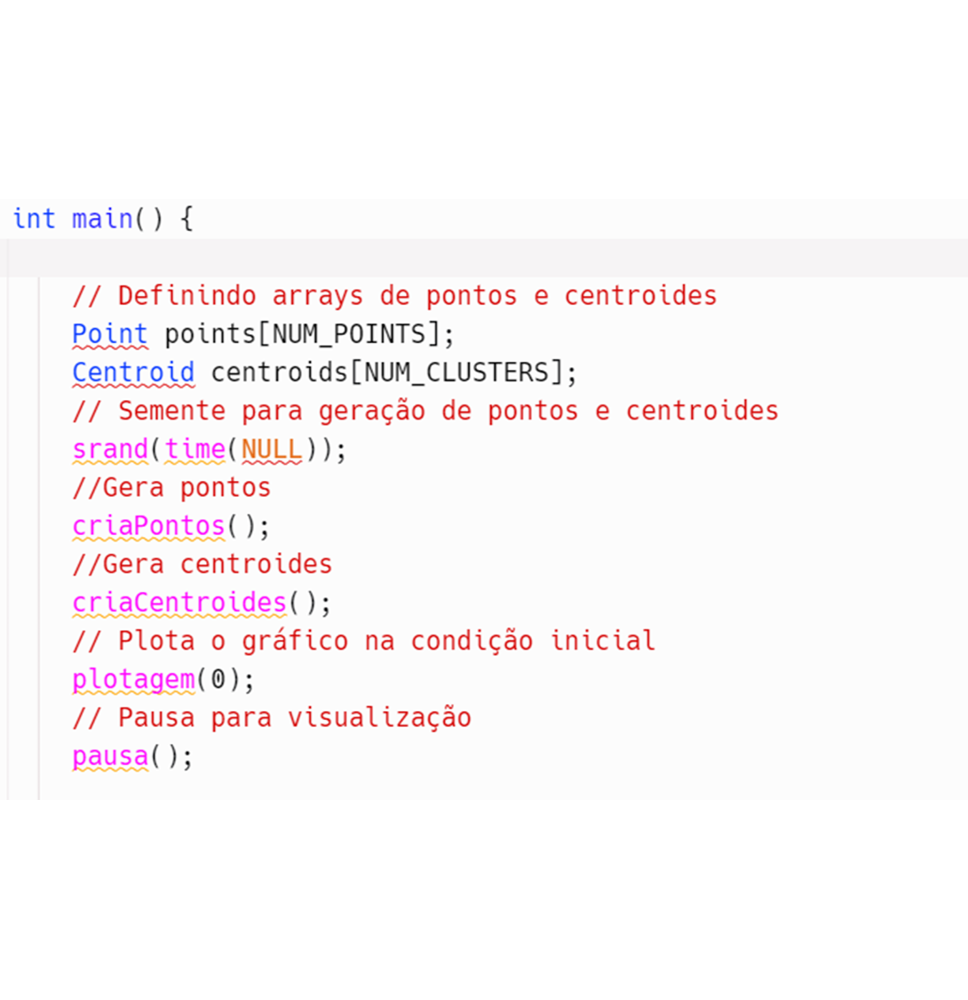 int main() {
// Definindo arrays de pontos e centroides
Point points[NUM_POINTS];
Centroid centroids[NUM_CLUSTERS];
// Semente para geração de pontos e centroides
srand(time(NULL));
//Gera pontos
criaPontos();
//Gera centroides
criaCentroides();
// Plota o gráfico na condição inicial
plotagem(0);
// Pausa para visualização
pausa();